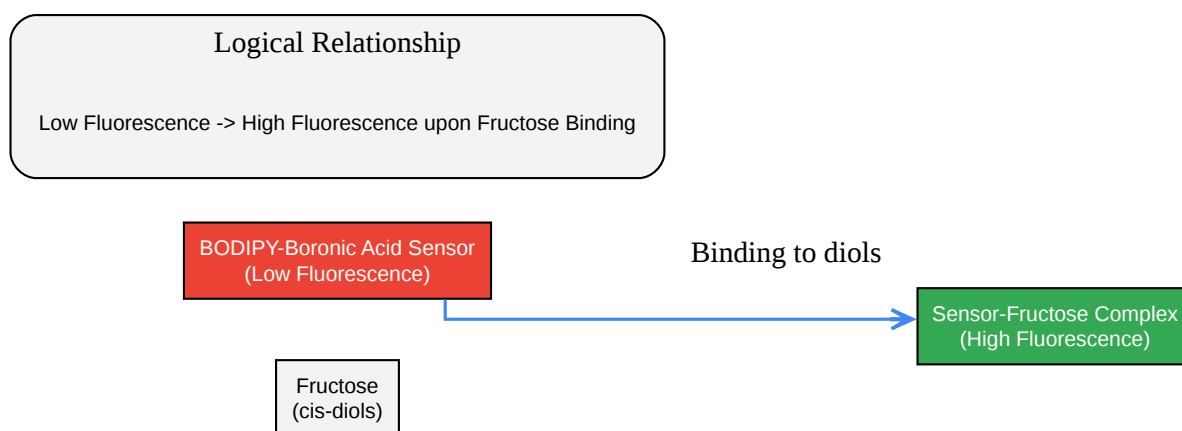 Logical Relationship
Low Fluorescence -> High Fluorescence upon Fructose Binding
BODIPY-Boronic Acid Sensor
(Low Fluorescence)
Binding to diols
Sensor-Fructose Complex
(High Fluorescence)
Fructose
(cis-diols)